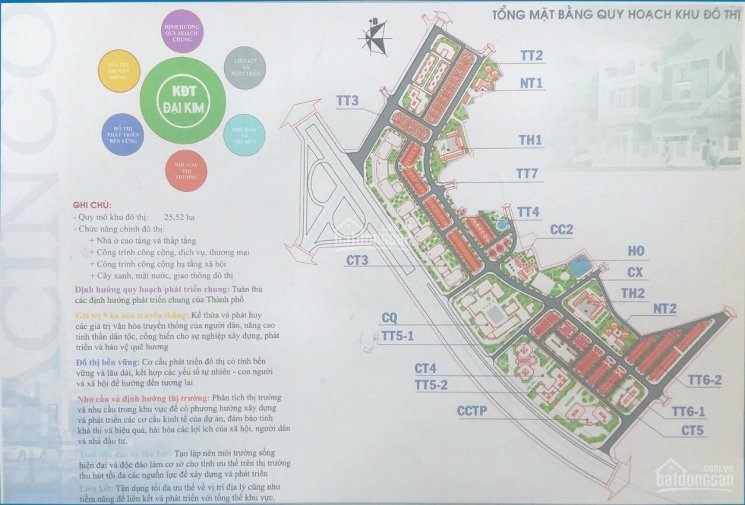 TỔNG MẶT BẰNG QUY HOẠCH KHU ĐÔ THỊ
ĐỊNH HƯỚNG
QUY HOẠCH
CHUNG
GIÁ TRỊ
TRUYỀN
THỐNG
LIÊN KẾT
VÀ
PHÁT TRIỂN
KĐT
ĐẠI KIM
ĐÔ THỊ
PHÁT TRIỂN
BỀN VỮNG
ĐỘC ĐÁO
VÀ
THU HÚT
NHU CẦU
THỊ
TRƯỜNG
B
TT2
NT1
TT3
TH1
TT7
TT4
CC2
CT3
HO
CX
TH2
NT2
CQ
TT5-1
CT4
TT5-2
CCTP
TT6-2
TT6-1
CT5
GHI CHÚ:
- Quy mô khu đô thị: 25,52 ha
- Chức năng chính đô thị:
+ Nhà ở cao tầng và thấp tầng
+ Công trình công cộng, dịch vụ, thương mại
+ Công trình công cộng hạ tầng xã hội
+ Cây xanh, mặt nước, giao thông đô thị
Định hướng quy hoạch phát triển chung: Tuân thủ
các định hướng phát triển chung của Thành phố
Giá trị Văn hóa truyền thống: Kế thừa và phát huy
các giá trị văn hóa truyền thống của người dân, nâng cao
tinh thần dân tộc, cống hiến cho sự nghiệp xây dựng, phát
triển và bảo vệ quê hương
Đô thị bền vững: Cơ cấu phát triển đô thị có tính bền
vững và lâu dài, kết hợp các yếu tố tự nhiên - con người
và xã hội để hướng đến tương lai
Nhu cầu và định hướng thị trường: Phân tích thị trường
và nhu cầu trong khu vực để có phương hướng xây dựng
và phát triển các cơ cấu kinh tế của dự án, đảm bảo tính
khả thi và hiệu quả, hài hòa các lợi ích của xã hội, người dân
và nhà đầu tư.
Tính độc đáo và thu hút: Tạo lập nên môi trường sống
hiện đại và độc đáo làm cơ sở cho tính ưu thế trên thị trường
thu hút tối đa các nguồn lực để xây dựng và phát triển
Liên kết: Tận dụng tối đa ưu thế về vị trí địa lý cũng như
tiềm năng để liên kết và phát triển với tổng thể khu vực.
batdongsan
.com.vn
batdongsan
.com.vn